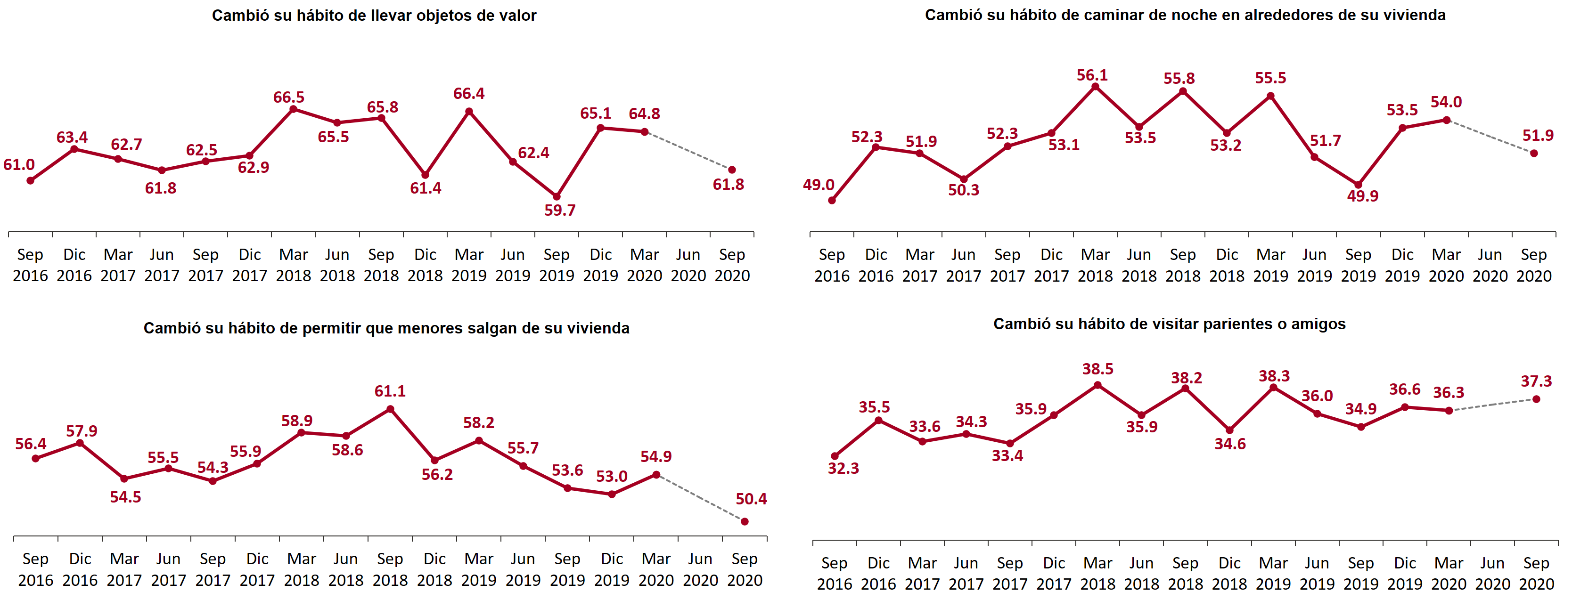 Cambió su hábito de llevar objetos de valor
61.0 63.4 62.7 61.8 62.5 62.9 66.5 65.5 65.8 61.4 66.4 62.4 59.7 65.1 64.8 61.8
Sep Dic Mar Jun Sep Dic Mar Jun Sep Dic Mar Jun Sep Dic Mar Jun Sep
2016 2016 2017 2017 2017 2017 2018 2018 2018 2018 2019 2019 2019 2019 2020 2020 2020
Cambió su hábito de caminar de noche en alrededores de su vivienda
49.0 52.3 51.9 50.3 52.3 53.1 56.1 53.5 55.8 53.2 55.5 51.7 49.9 53.5 54.0 51.9
Sep Dic Mar Jun Sep Dic Mar Jun Sep Dic Mar Jun Sep Dic Mar Jun Sep
2016 2016 2017 2017 2017 2017 2018 2018 2018 2018 2019 2019 2019 2019 2020 2020 2020
Cambió su hábito de permitir que menores salgan de su vivienda
56.4 57.9 54.5 55.5 54.3 55.9 58.9 58.6 61.1 56.2 58.2 55.7 53.6 53.0 54.9 50.4
Sep Dic Mar Jun Sep Dic Mar Jun Sep Dic Mar Jun Sep Dic Mar Jun Sep
2016 2016 2017 2017 2017 2017 2018 2018 2018 2018 2019 2019 2019 2019 2020 2020 2020
Cambió su hábito de visitar parientes o amigos
32.3 35.5 33.6 34.3 33.4 35.9 38.5 35.9 38.2 34.6 38.3 36.0 34.9 36.6 36.3 37.3
Sep Dic Mar Jun Sep Dic Mar Jun Sep Dic Mar Jun Sep Dic Mar Jun Sep
2016 2016 2017 2017 2017 2017 2018 2018 2018 2018 2019 2019 2019 2019 2020 2020 2020